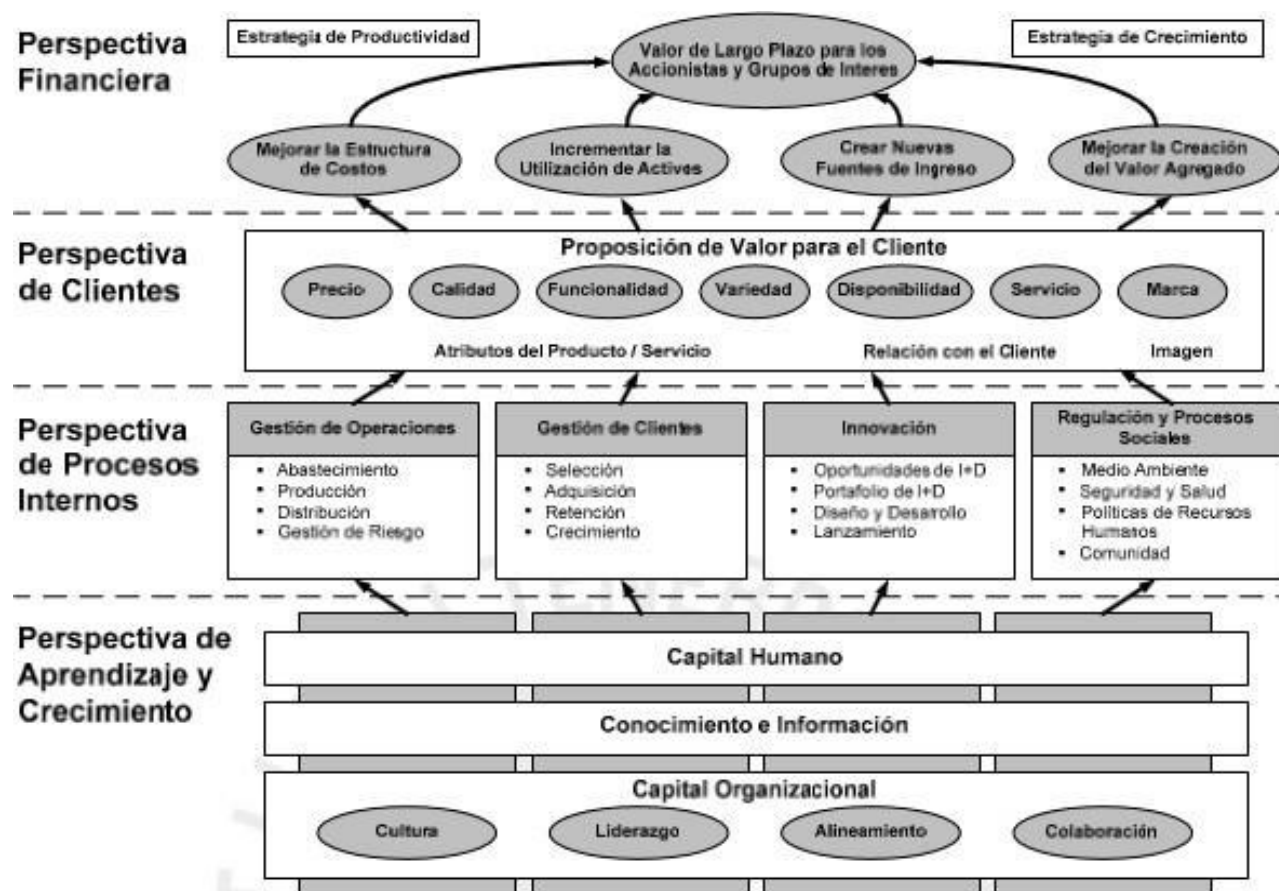 Perspectiva
Financiera
Estrategia de Productividad
Valor de Largo Plazo para los
Accionistas y Grupos de Interes
Estrategia de Crecimiento
Mejorar la Estructura
de Costos
Incrementar la
Utilización de Actives
Crear Nuevas
Fuentes de Ingreso
Mejorar la Creación
del Valor Agregado
Perspectiva
de Clientes
Proposición de Valor para el Cliente
Precio
Calidad
Funcionalidad
Variedad
Disponibilidad
Servicio
Marca
Atributos del Producto / Servicio
Relación con el Cliente
Imagen
Perspectiva
de Procesos
Internos
Gestión de Operaciones
▪ Abastecimiento
▪ Producción
▪ Distribución
▪ Gestión de Riesgo
Gestión de Clientes
▪ Selección
▪ Adquisición
▪ Retención
▪ Crecimiento
Innovación
▪ Oportunidades de I+D
▪ Portafolio de I+D
▪ Diseño y Desarrollo
▪ Lanzamiento
Regulación y Procesos
Sociales
▪ Medio Ambiente
▪ Seguridad y Salud
▪ Políticas de Recursos
Humanos
▪ Comunidad
Perspectiva de
Aprendizaje y
Crecimiento
Capital Humano
Conocimiento e Información
Capital Organizacional
Cultura
Liderazgo
Alineamiento
Colaboración